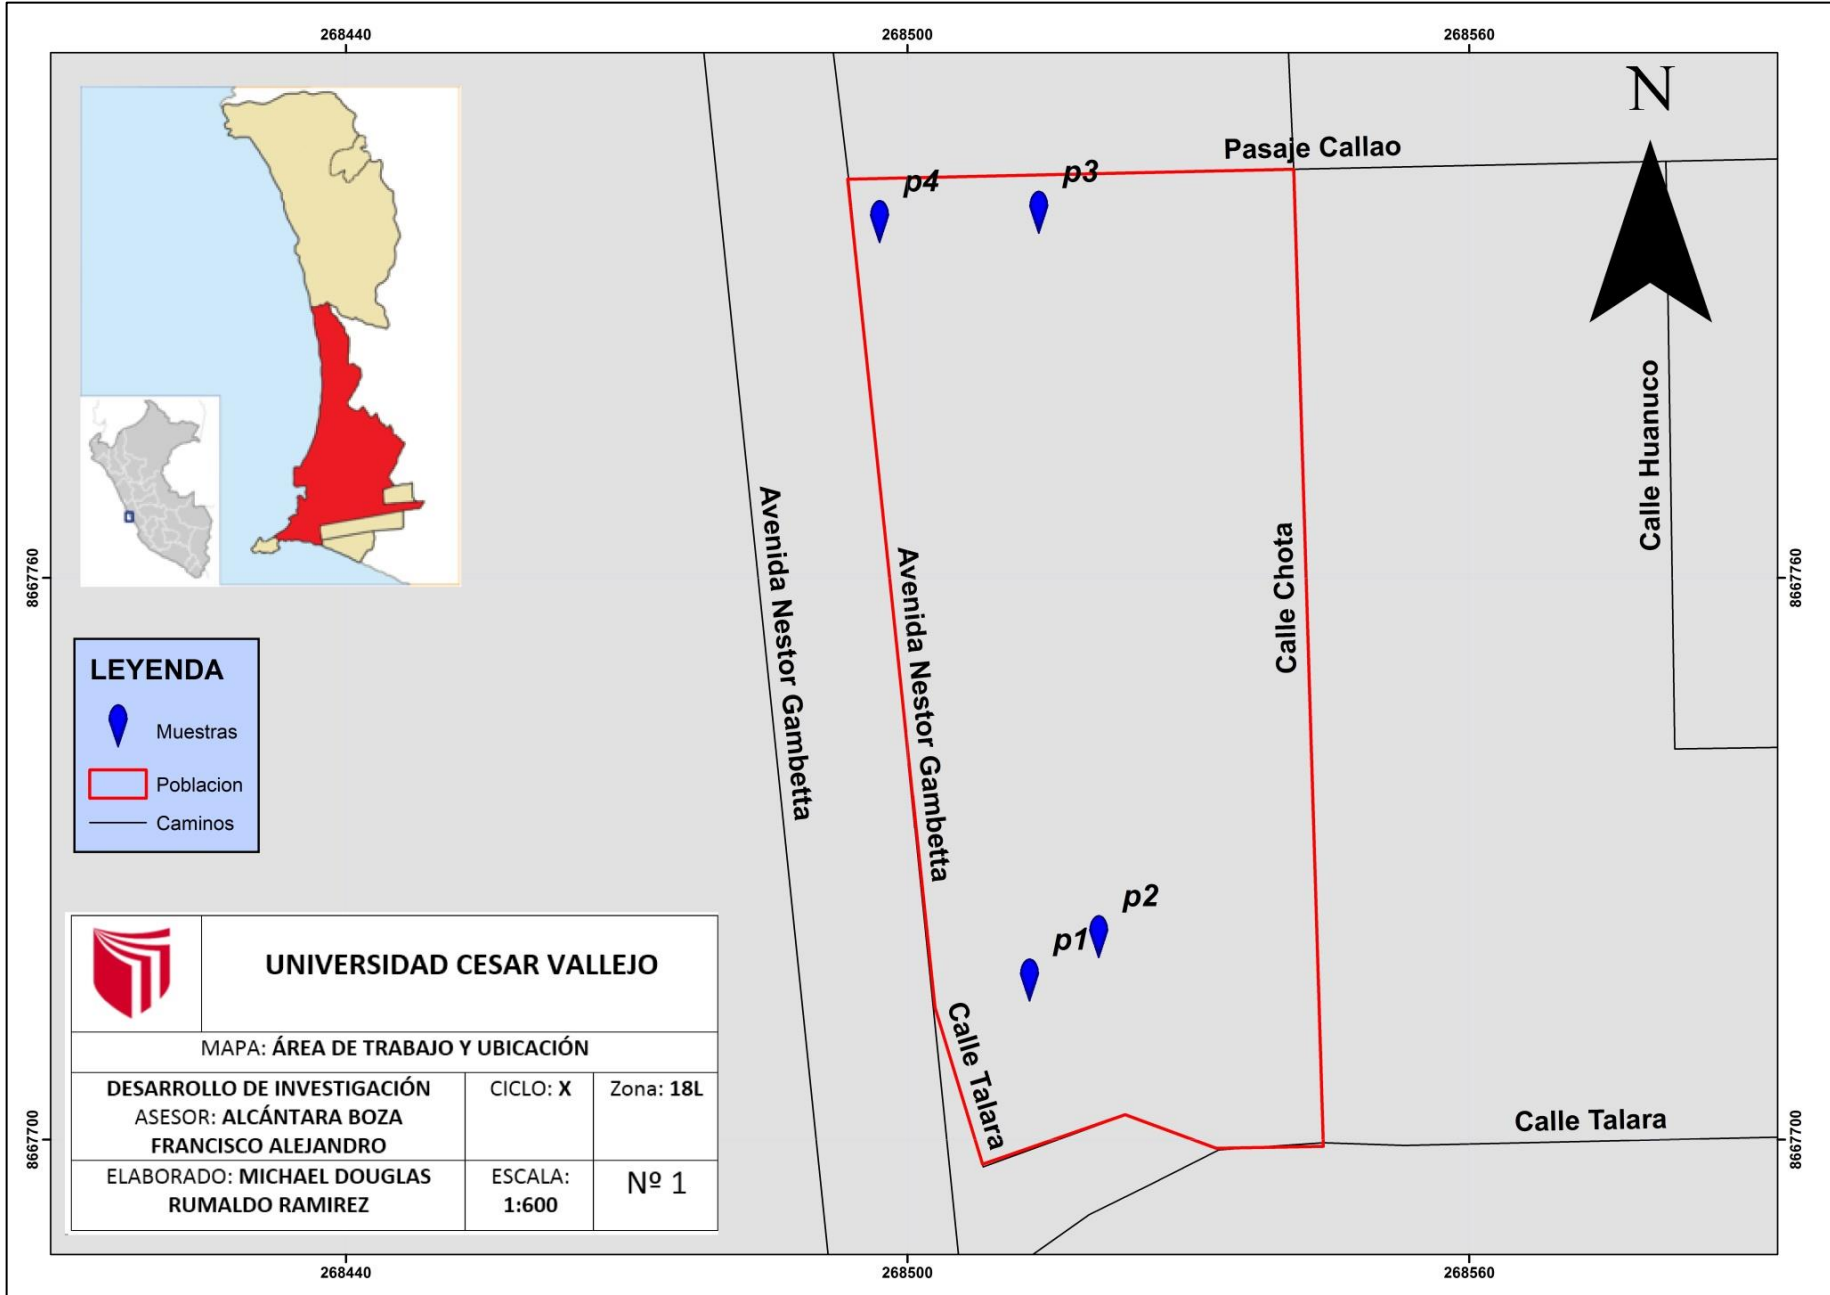 268440
268500
268560
N
Pasaje Callao
p4
p3
Calle Huanuco
Avenida Nestor Gambetta
Avenida Nestor Gambetta
Calle Chota
8667760
8667760
LEYENDA
Muestras
Poblacion
Caminos
p2
p1
Calle Talara
Calle Talara
8667700
8667700
UNIVERSIDAD CESAR VALLEJO
MAPA: ÁREA DE TRABAJO Y UBICACIÓN
DESARROLLO DE INVESTIGACIÓN
ASESOR: ALCÁNTARA BOZA
FRANCISCO ALEJANDRO
CICLO: X
Zona: 18L
ELABORADO: MICHAEL DOUGLAS
RUMALDO RAMIREZ
ESCALA:
1:600
Nº 1
268440
268500
268560